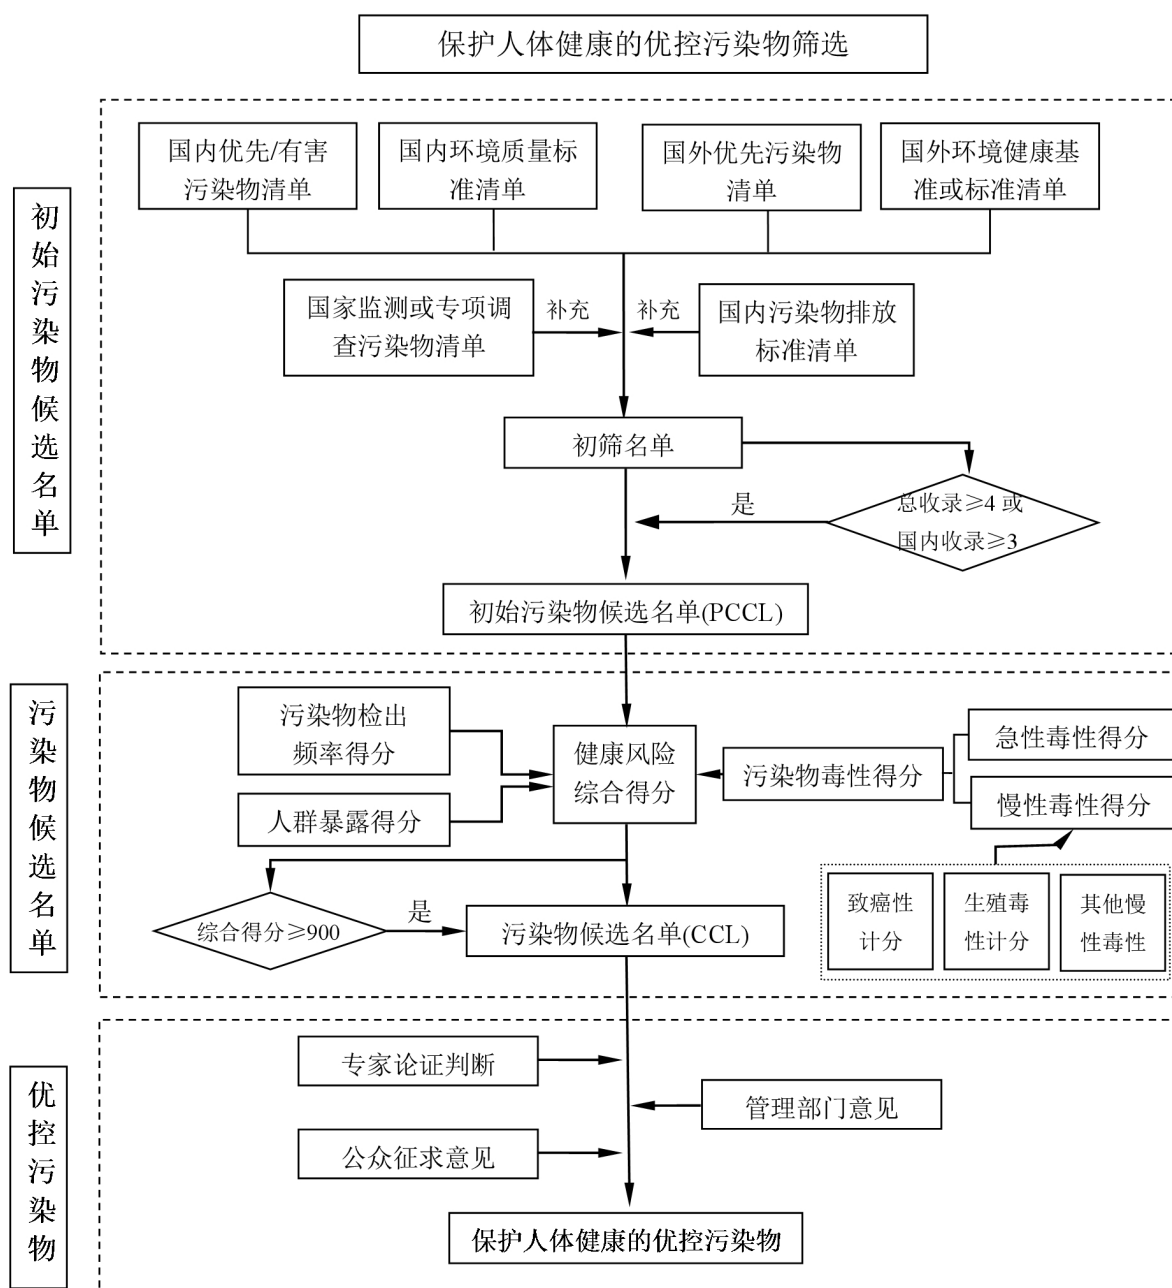 保护人体健康的优控污染物筛选
初始污染物候选名单
国内优先/有害
污染物清单
国内环境质量标
准清单
国外优先污染物
清单
国外环境健康基
准或标准清单
国家监测或专项调
查污染物清单
补充
补充
国内污染物排放
标准清单
初筛名单
总收录≥4 或
国内收录≥3
是
初始污染物候选名单(PCCL)
污染物候选名单
污染物检出
频率得分
人群暴露得分
健康风险
综合得分
污染物毒性得分
急性毒性得分
慢性毒性得分
致癌性
计分
生殖毒
性计分
其他慢
性毒性
综合得分≥900
是
污染物候选名单(CCL)
优控污染物
专家论证判断
管理部门意见
公众征求意见
保护人体健康的优控污染物